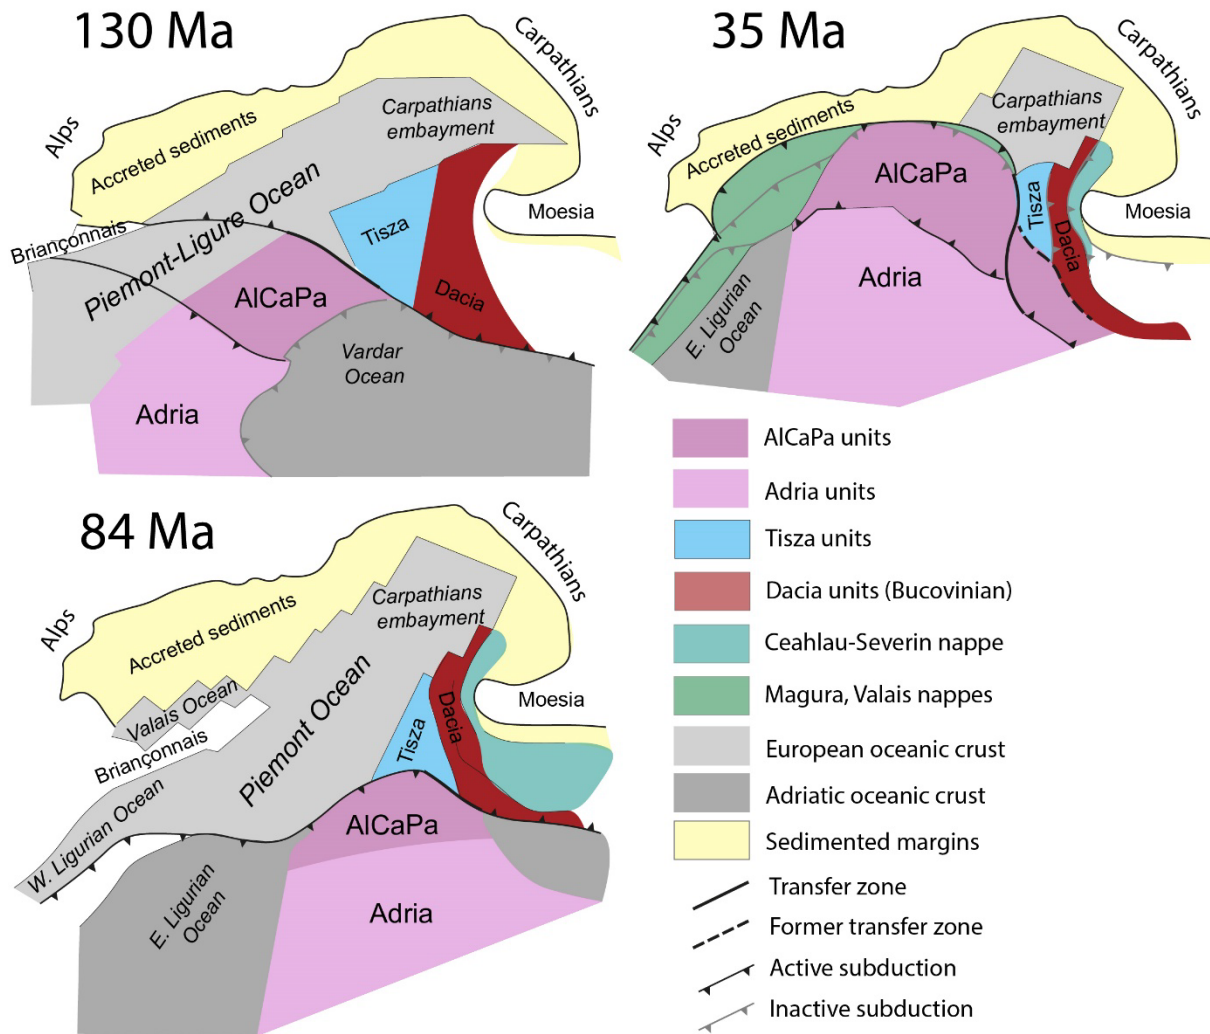 130 Ma
Alps
Accreted sediments
Carpathians
Carpathians
embayment
Briançonnais
Piemont-Ligure Ocean
Tisza
Moesia
AlCaPa
Dacia
Vardar
Ocean
Adria
35 Ma
Alps
Accreted sediments
Carpathians
Carpathians
embayment
AlCaPa
Tisza
Dacia
Moesia
Adria
E. Ligurian
Ocean
84 Ma
Alps
Accreted sediments
Carpathians
Carpathians
embayment
Valais Ocean
Briançonnais
Piemont Ocean
Tisza
Dacia
Moesia
W. Ligurian Ocean
AlCaPa
E. Ligurian
Ocean
Adria
AlCaPa units
Adria units
Tisza units
Dacia units (Bucovinian)
Ceahlau-Severin nappe
Magura, Valais nappes
European oceanic crust
Adriatic oceanic crust
Sedimented margins
Transfer zone
Former transfer zone
Active subduction
Inactive subduction